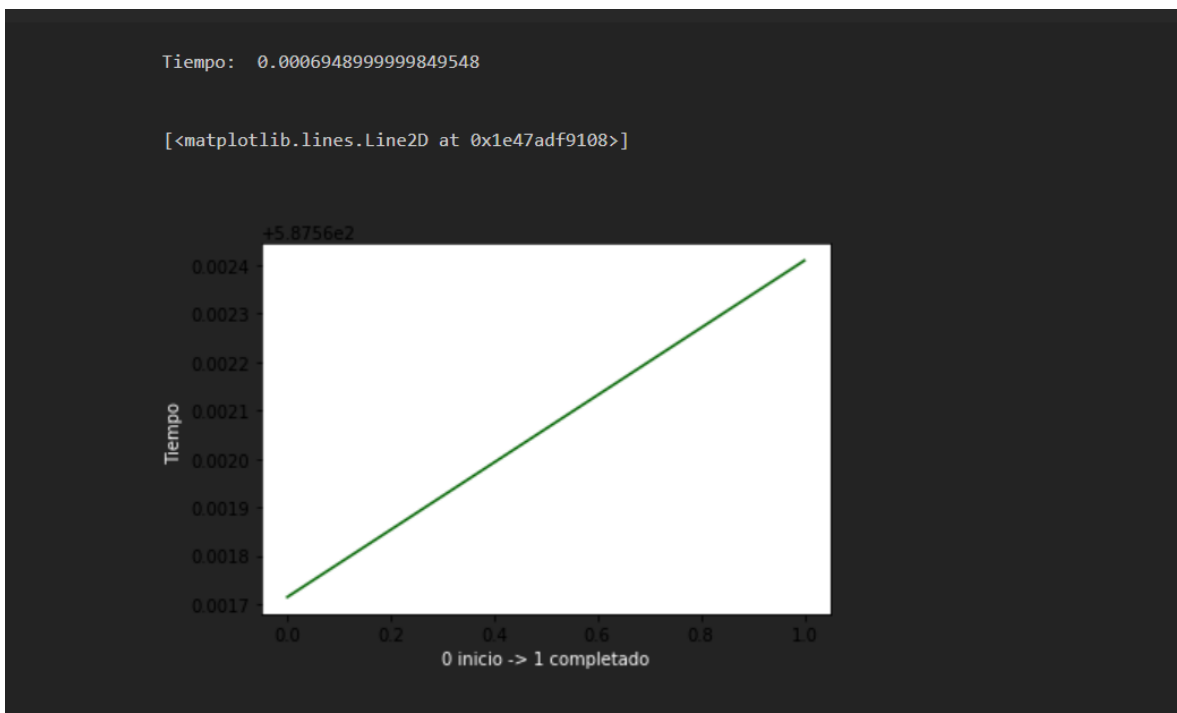 Tiempo:  0.0006948999999849548
[<matplotlib.lines.Line2D at 0x1e47adf9108>]
+5.8756e2
0.0024
0.0023
0.0022
0.0021
0.0020
0.0019
0.0018
0.0017
Tiempo
0.0 0.2 0.4 0.6 0.8 1.0
0 inicio -> 1 completado